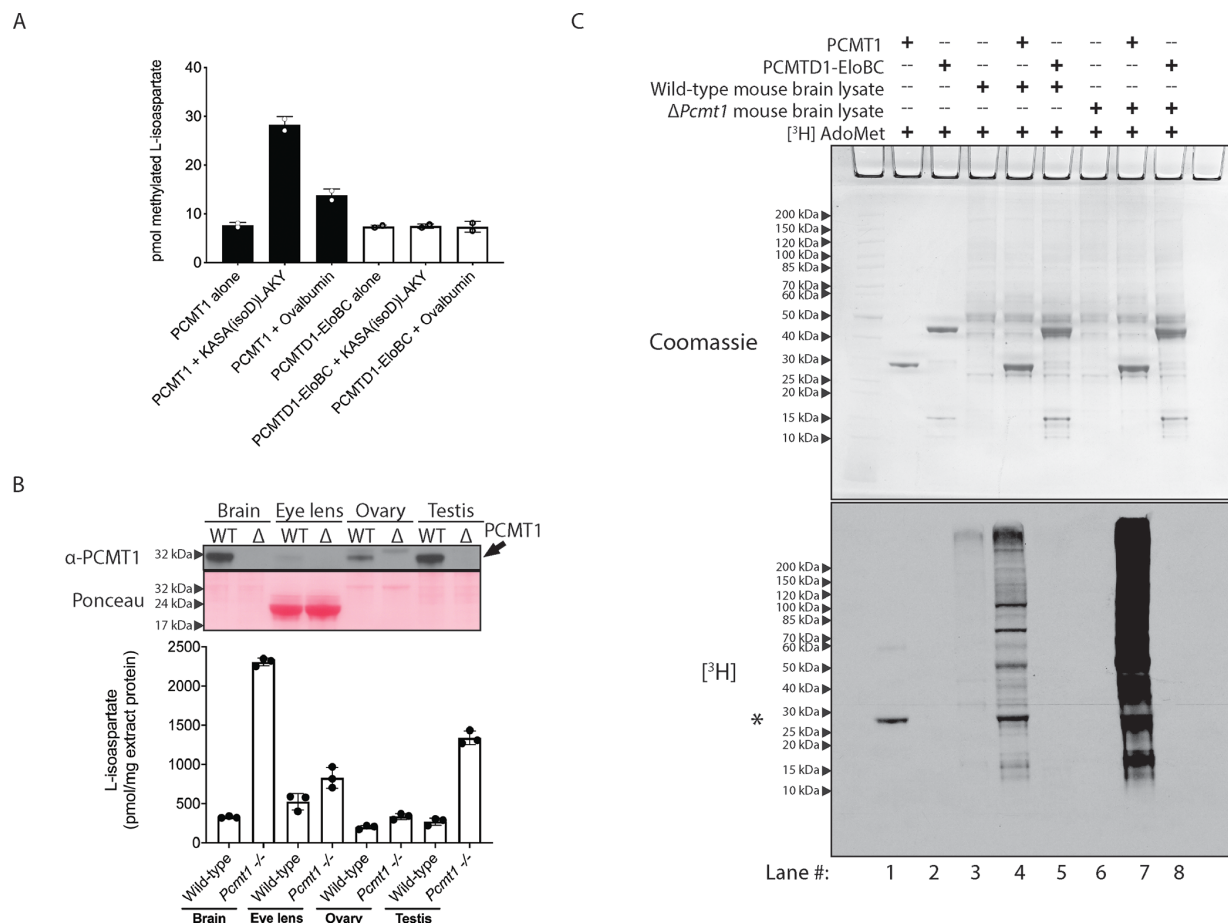 A
pmol methylated L-isoaspartate
40
30
20
10
0
PCMT1 alone
PCMT1 + KASA(isoD)LAKY
PCMT1 + Ovalbumin
PCMTD1-EloBC alone
PCMTD1-EloBC + KASA(isoD)LAKY
PCMTD1-EloBC + Ovalbumin
B
Brain Eye lens Ovary Testis
WT Δ WT Δ WT Δ WT Δ PCMT1
α-PCMT1 32 kDa
Ponceau 32 kDa
24 kDa
17 kDa
L-isoaspartate
(pmol/mg extract protein)
2500
2000
1500
1000
500
0
Wild-type Pcmt1 -/- Wild-type Pcmt1 -/- Wild-type Pcmt1 -/- Wild-type Pcmt1 -/-
Brain Eye lens Ovary Testis
C
PCMT1 + -- -- + -- -- + --
PCMTD1-EloBC -- + -- -- + -- -- +
Wild-type mouse brain lysate -- -- + + + -- -- --
ΔPcmt1 mouse brain lysate -- -- -- -- -- + + +
[³H] AdoMet + + + + + + + +
Coomassie
200 kDa
150 kDa
120 kDa
100 kDa
85 kDa
70 kDa
60 kDa
50 kDa
40 kDa
30 kDa
25 kDa
20 kDa
15 kDa
10 kDa
[³H]
*
200 kDa
150 kDa
120 kDa
100 kDa
85 kDa
70 kDa
60 kDa
50 kDa
40 kDa
30 kDa
25 kDa
20 kDa
15 kDa
10 kDa
Lane #: 1 2 3 4 5 6 7 8